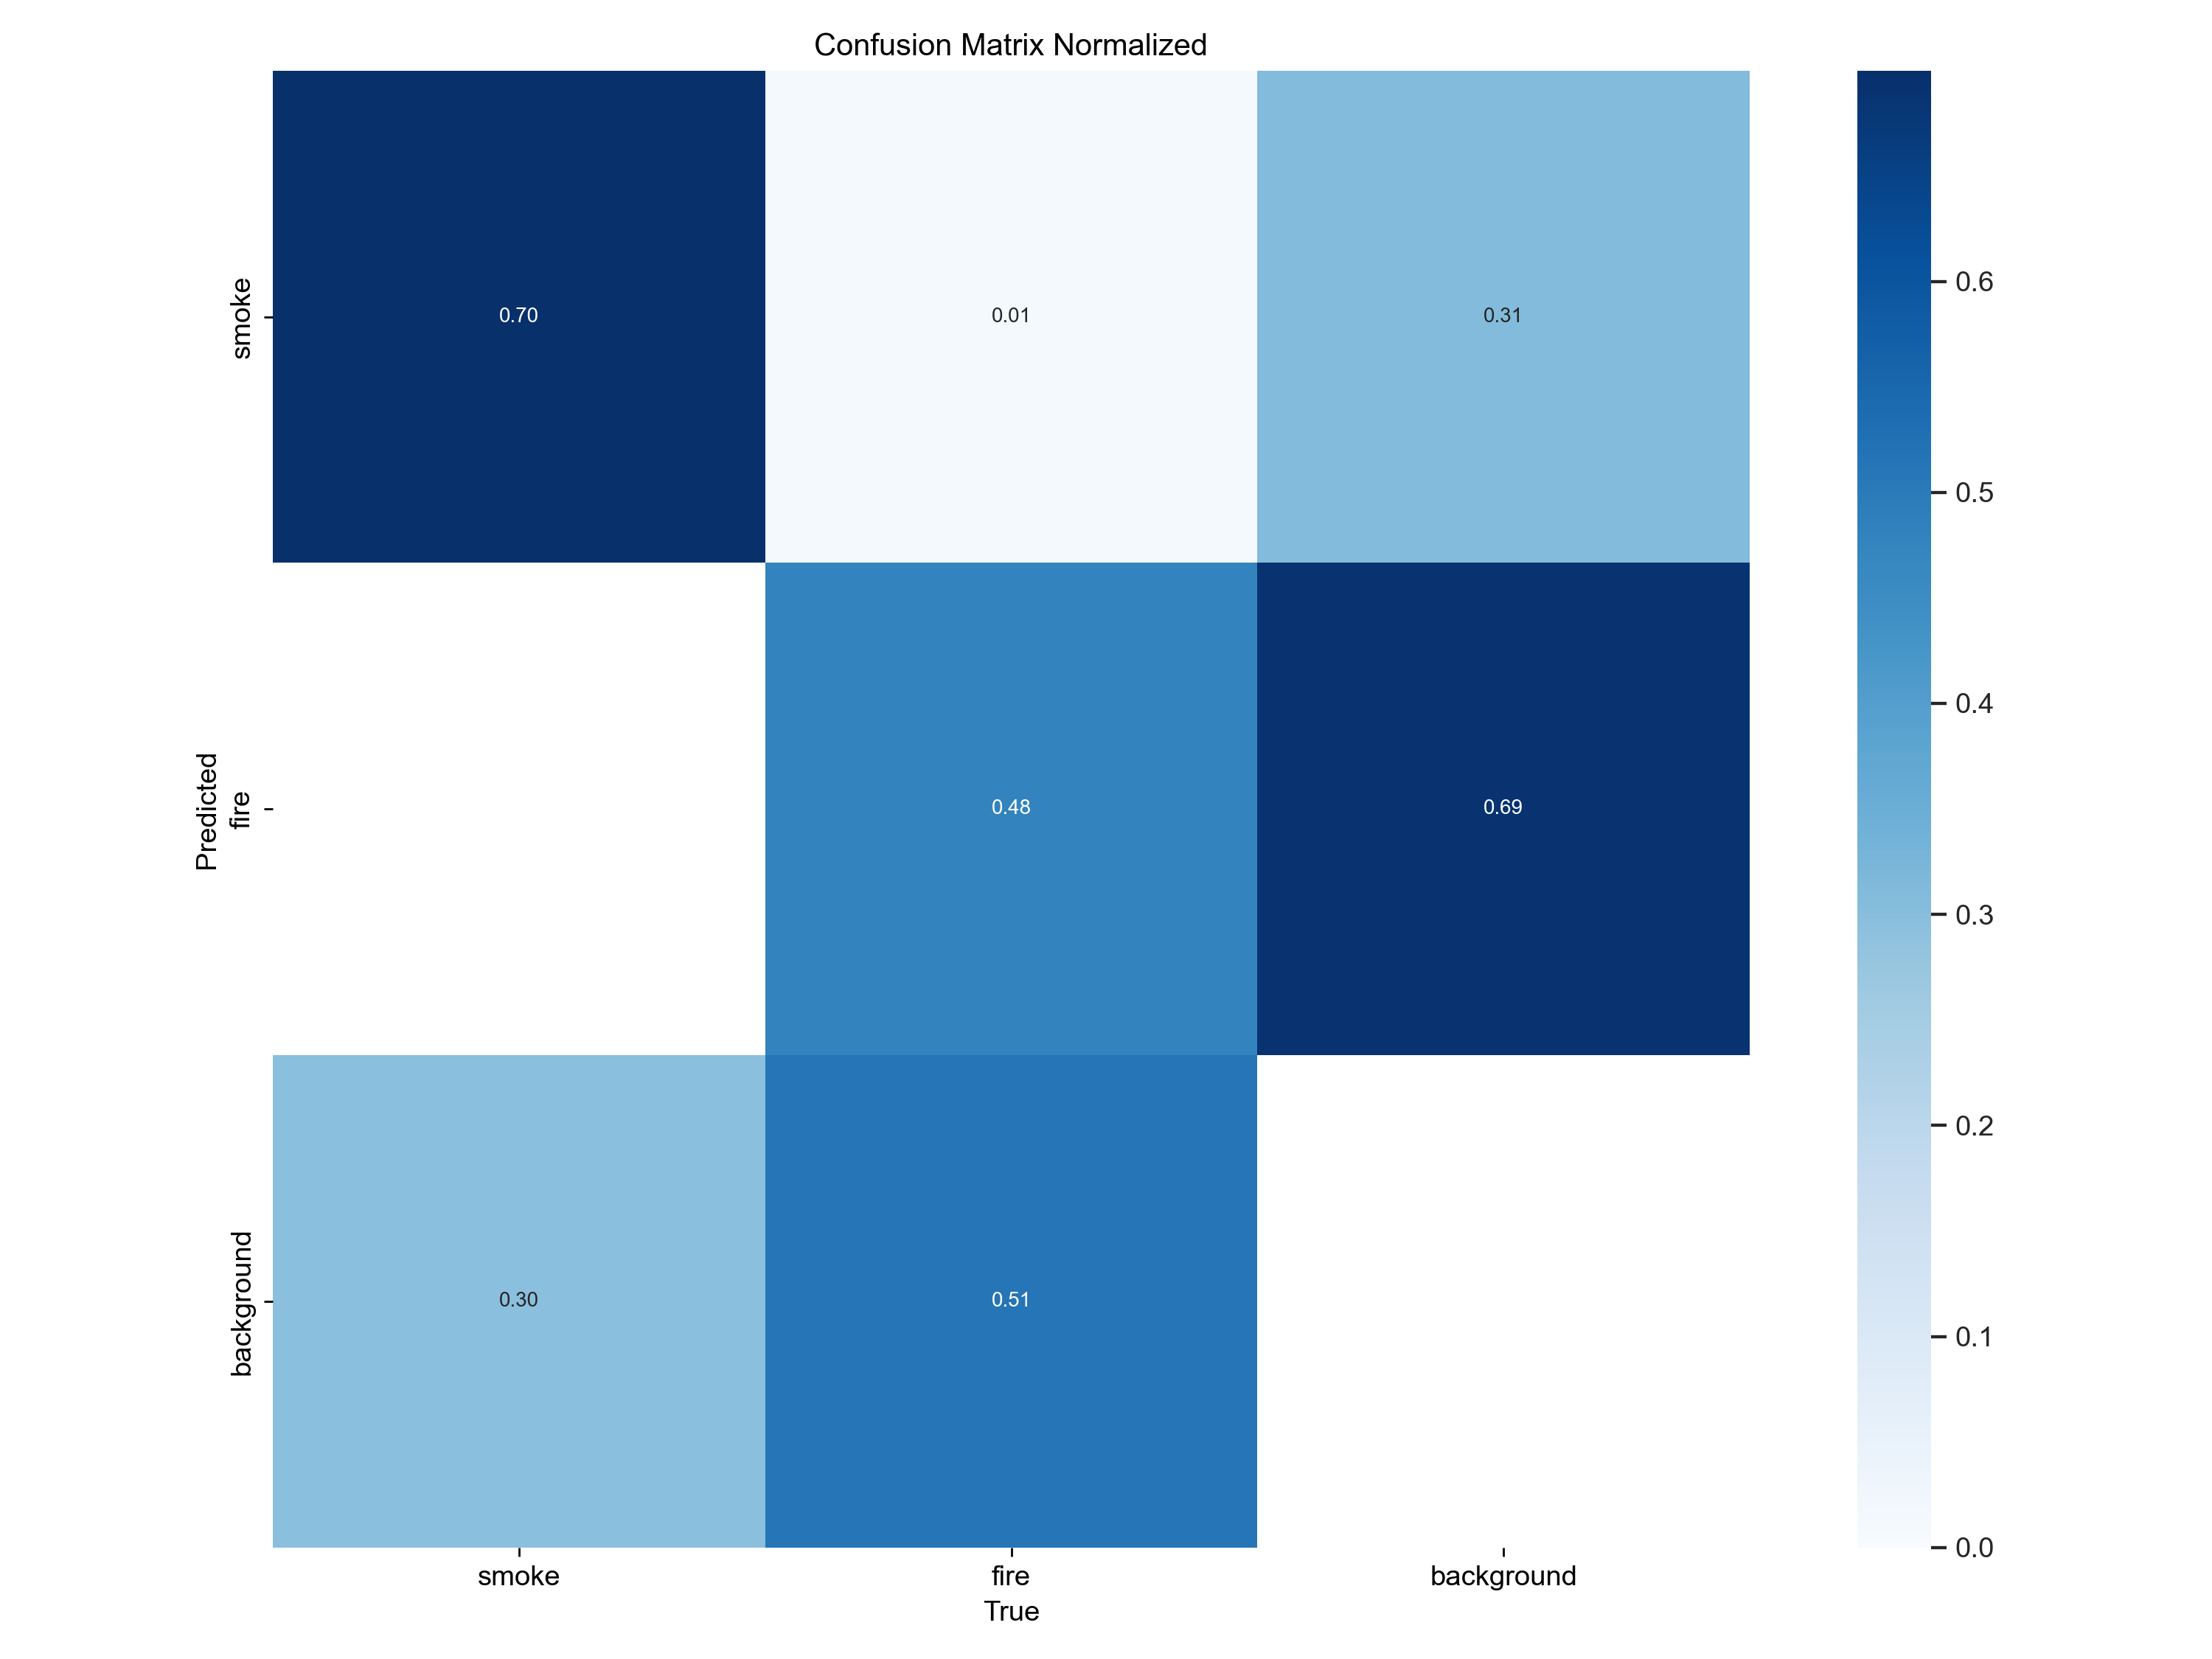 Confusion Matrix Normalized
Predicted
smoke
0.70
0.01
0.31
fire
0.48
0.69
background
0.30
0.51
smoke
fire
background
True
0.6
0.5
0.4
0.3
0.2
0.1
0.0